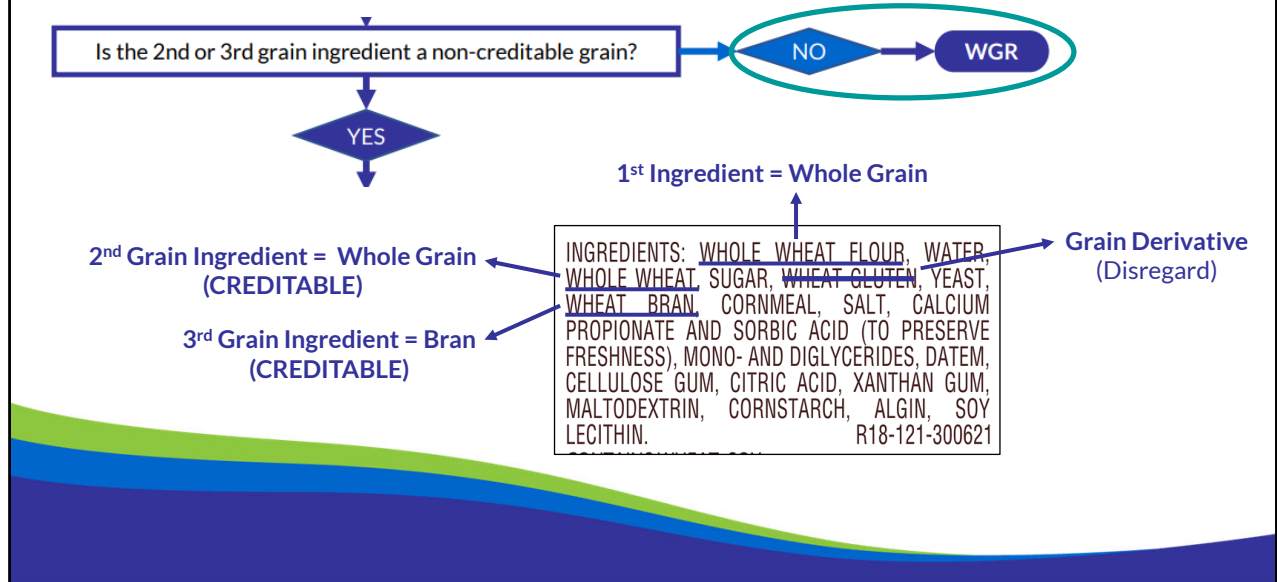 Is the 2nd or 3rd grain ingredient a non-creditable grain?
NO
WGR
YES
1st Ingredient = Whole Grain
2nd Grain Ingredient = Whole Grain
(CREDITABLE)
3rd Grain Ingredient = Bran
(CREDITABLE)
Grain Derivative
(Disregard)
INGREDIENTS: WHOLE WHEAT FLOUR, WATER,
WHOLE WHEAT, SUGAR, WHEAT GLUTEN, YEAST,
WHEAT BRAN, CORNMEAL, SALT, CALCIUM
PROPIONATE AND SORBIC ACID (TO PRESERVE
FRESHNESS), MONO- AND DIGLYCERIDES, DATEM,
CELLULOSE GUM, CITRIC ACID, XANTHAN GUM,
MALTODEXTRIN, CORNSTARCH, ALGIN, SOY
LECITHIN. R18-121-300621